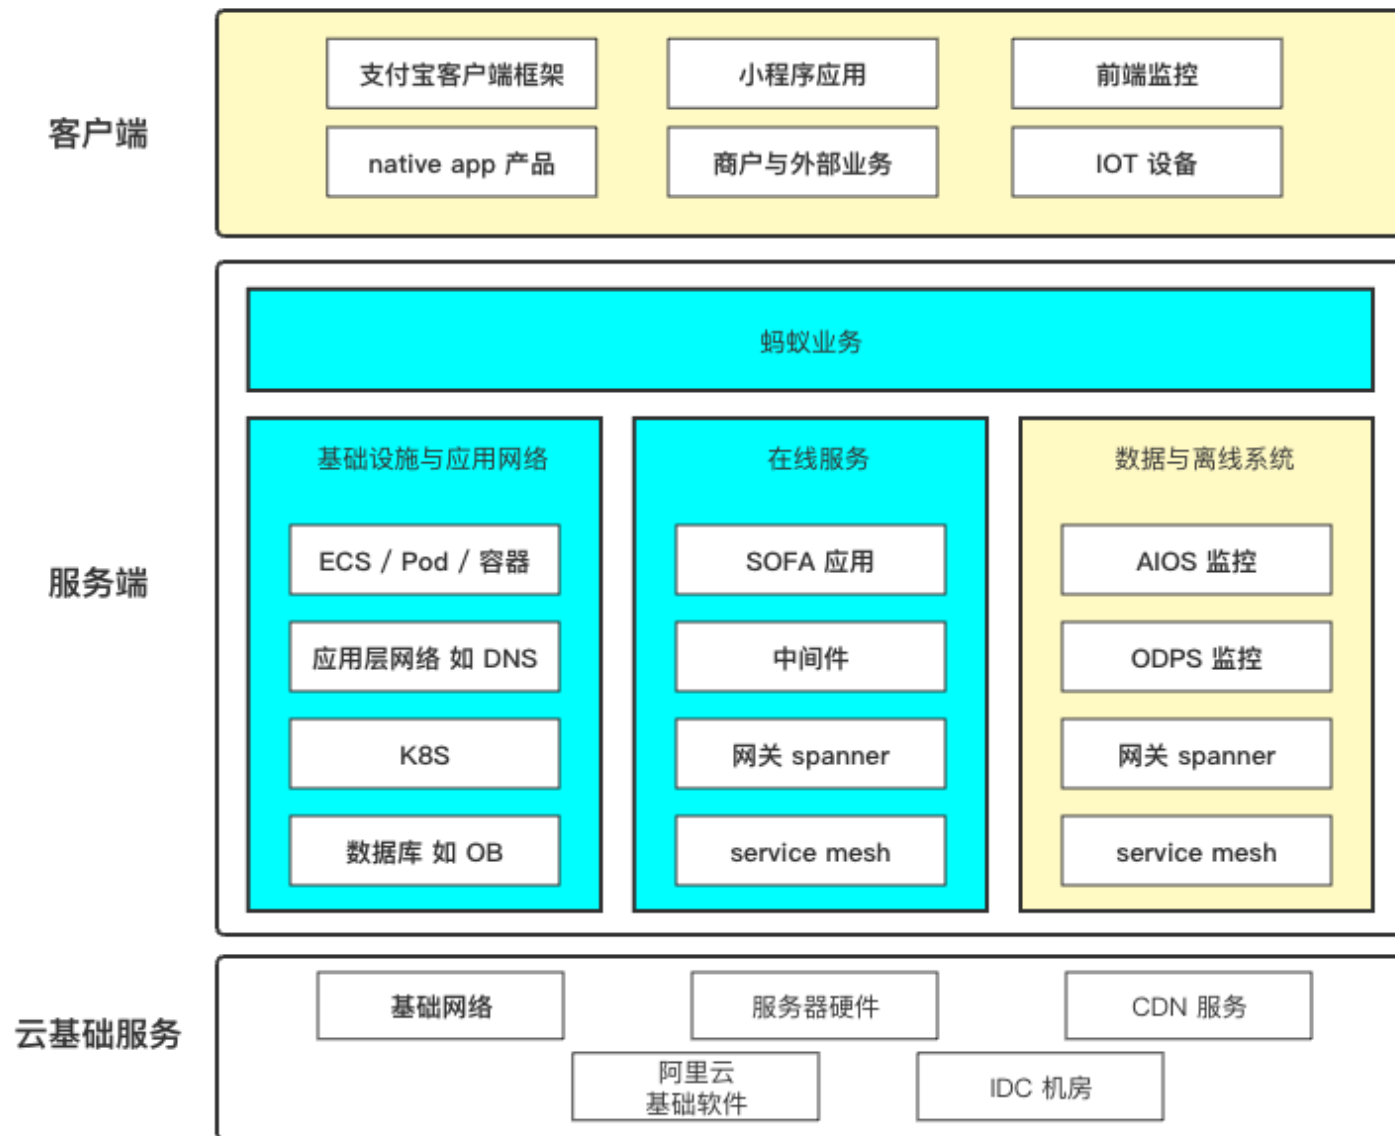 客户端
支付宝客户端框架
小程序应用
前端监控
native app 产品
商户与外部业务
IOT 设备
服务端
蚂蚁业务
基础设施与应用网络
ECS / Pod / 容器
应用层网络 如 DNS
K8S
数据库 如 OB
在线服务
SOFA 应用
中间件
网关 spanner
service mesh
数据与离线系统
AIOS 监控
ODPS 监控
网关 spanner
service mesh
云基础服务
基础网络
服务器硬件
CDN 服务
阿里云
基础软件
IDC 机房